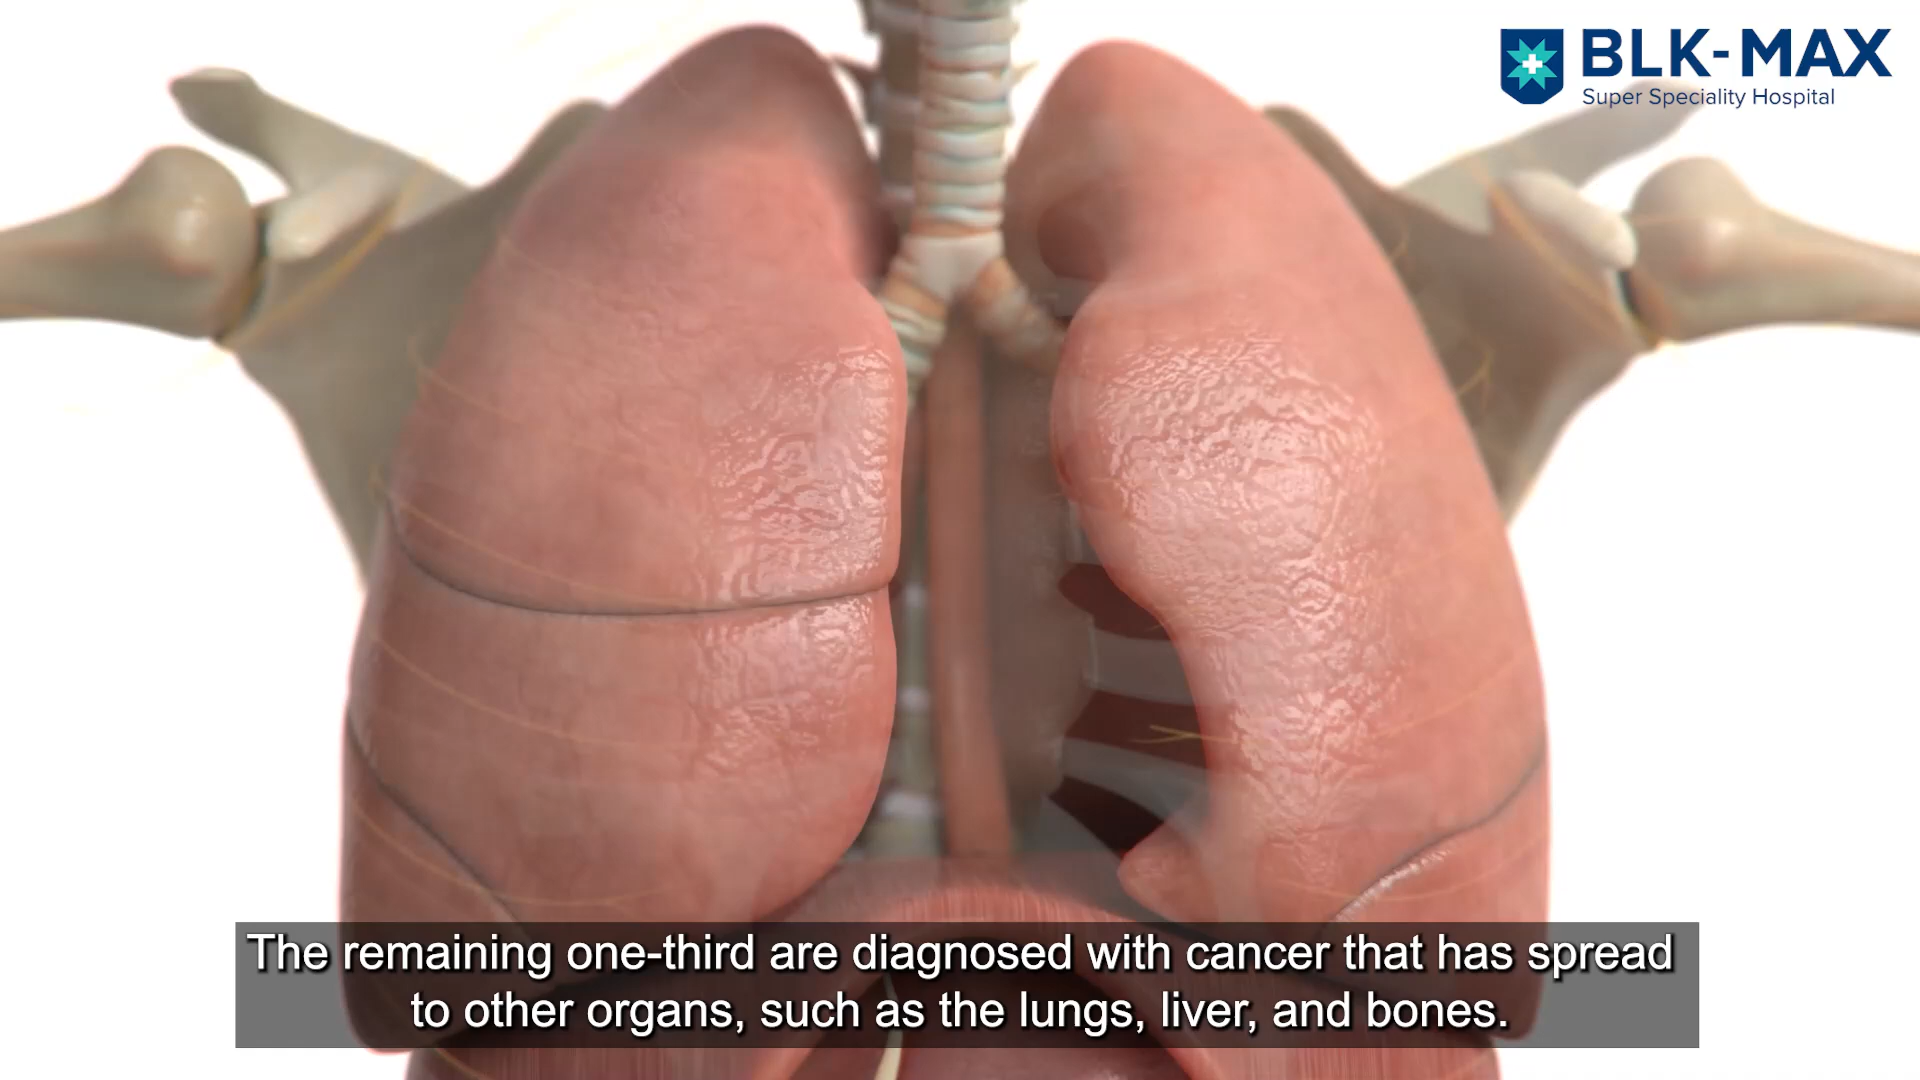 BLK-MAX
Super Speciality Hospital
The remaining one-third are diagnosed with cancer that has spread
to other organs, such as the lungs, liver, and bones.